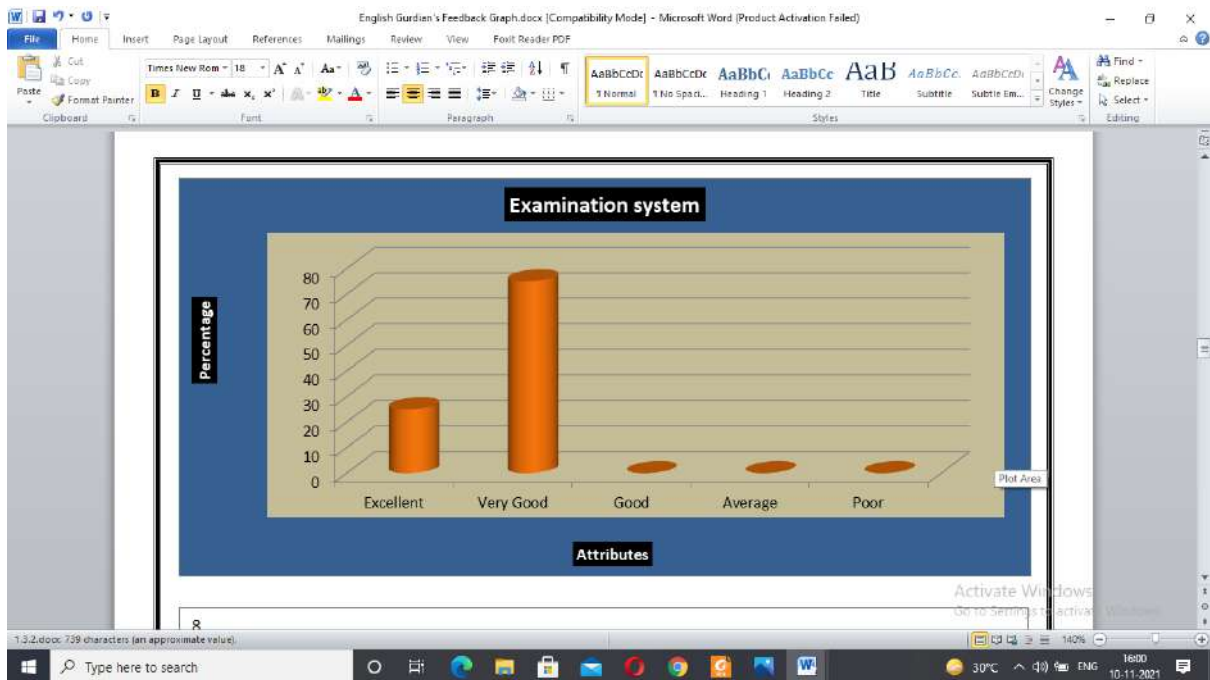 English Gurdian's Feedback Graph.docx [Compatibility Mode] - Microsoft Word (Product Activation Failed)
File Home Insert Page Layout References Mailings Review View Foxit Reader PDF
Paste
Cut
Copy
Format Painter
Clipboard
Times New Rom 18
Font
Paragraph
AaBbCcDc AaBbCcDc AaBbCc AaBbCc AaB AaBbCc. AaBbCcDc
¶ Normal ¶ No Spaci... Heading 1 Heading 2 Title Subtitle Subtle Em...
Change Styles
Styles
Find
Replace
Select
Editing
Examination system
Percentage
80
70
60
50
40
30
20
10
0
Excellent Very Good Good Average Poor
Plot Area
Attributes
8
Activate Windows
Go to Settings to activate Windows.
1.3.2.docx: 739 characters (an approximate value).
140%
Type here to search
30°C
ENG
16:00
10-11-2021